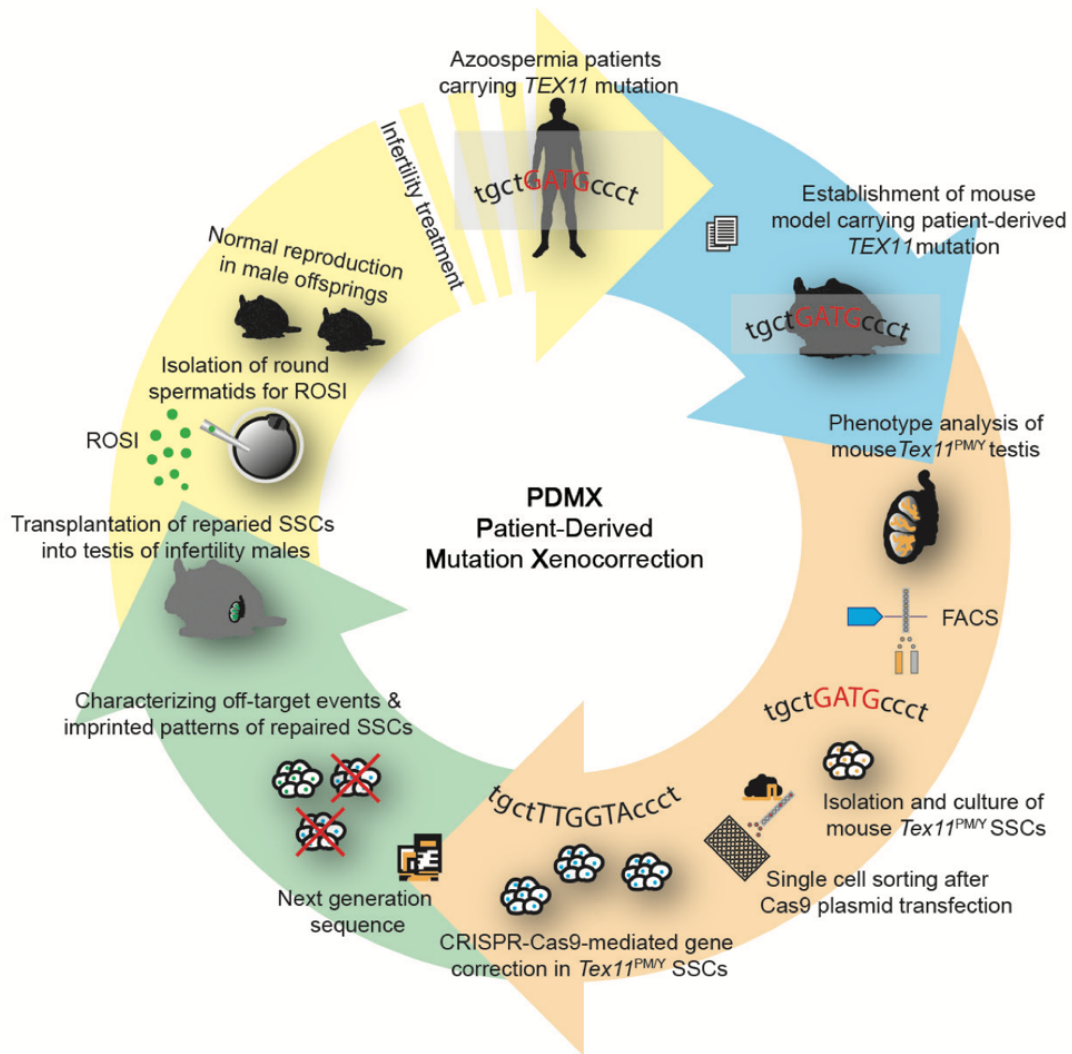 Azoospermia patients
carrying TEX11 mutation
tgctGATGccct
Establishment of mouse
model carrying patient-derived
TEX11 mutation
tgctGATGccct
Phenotype analysis of
mouse Tex11PM/Y testis
FACS
tgctGATGccct
Isolation and culture of
mouse Tex11PM/Y SSCs
Single cell sorting after
Cas9 plasmid transfection
tgctTTGGTAccct
CRISPR-Cas9-mediated gene
correction in Tex11PM/Y SSCs
Next generation
sequence
Characterizing off-target events &
imprinted patterns of repaired SSCs
Transplantation of reparied SSCs
into testis of infertility males
ROSI
Isolation of round
spermatids for ROSI
Normal reproduction
in male offsprings
Infertility treatment
PDMX
Patient-Derived
Mutation Xenocorrection